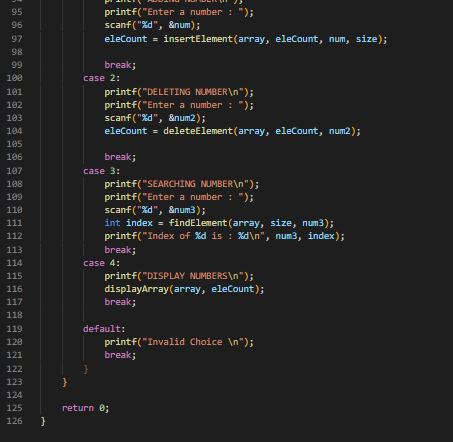 94 printf("ADDING NUMBER\n");
95 printf("Enter a number : ");
96 scanf("%d", &num);
97 eleCount = insertElement(array, eleCount, num, size);
98
99 break;
100 case 2:
101 printf("DELETING NUMBER\n");
102 printf("Enter a number : ");
103 scanf("%d", &num2);
104 eleCount = deleteElement(array, eleCount, num2);
105
106 break;
107 case 3:
108 printf("SEARCHING NUMBER\n");
109 printf("Enter a number : ");
110 scanf("%d", &num3);
111 int index = findElement(array, size, num3);
112 printf("Index of %d is : %d\n", num3, index);
113 break;
114 case 4:
115 printf("DISPLAY NUMBERS\n");
116 displayArray(array, eleCount);
117 break;
118
119 default:
120 printf("Invalid Choice \n");
121 break;
122 }
123 }
124
125 return 0;
126 }